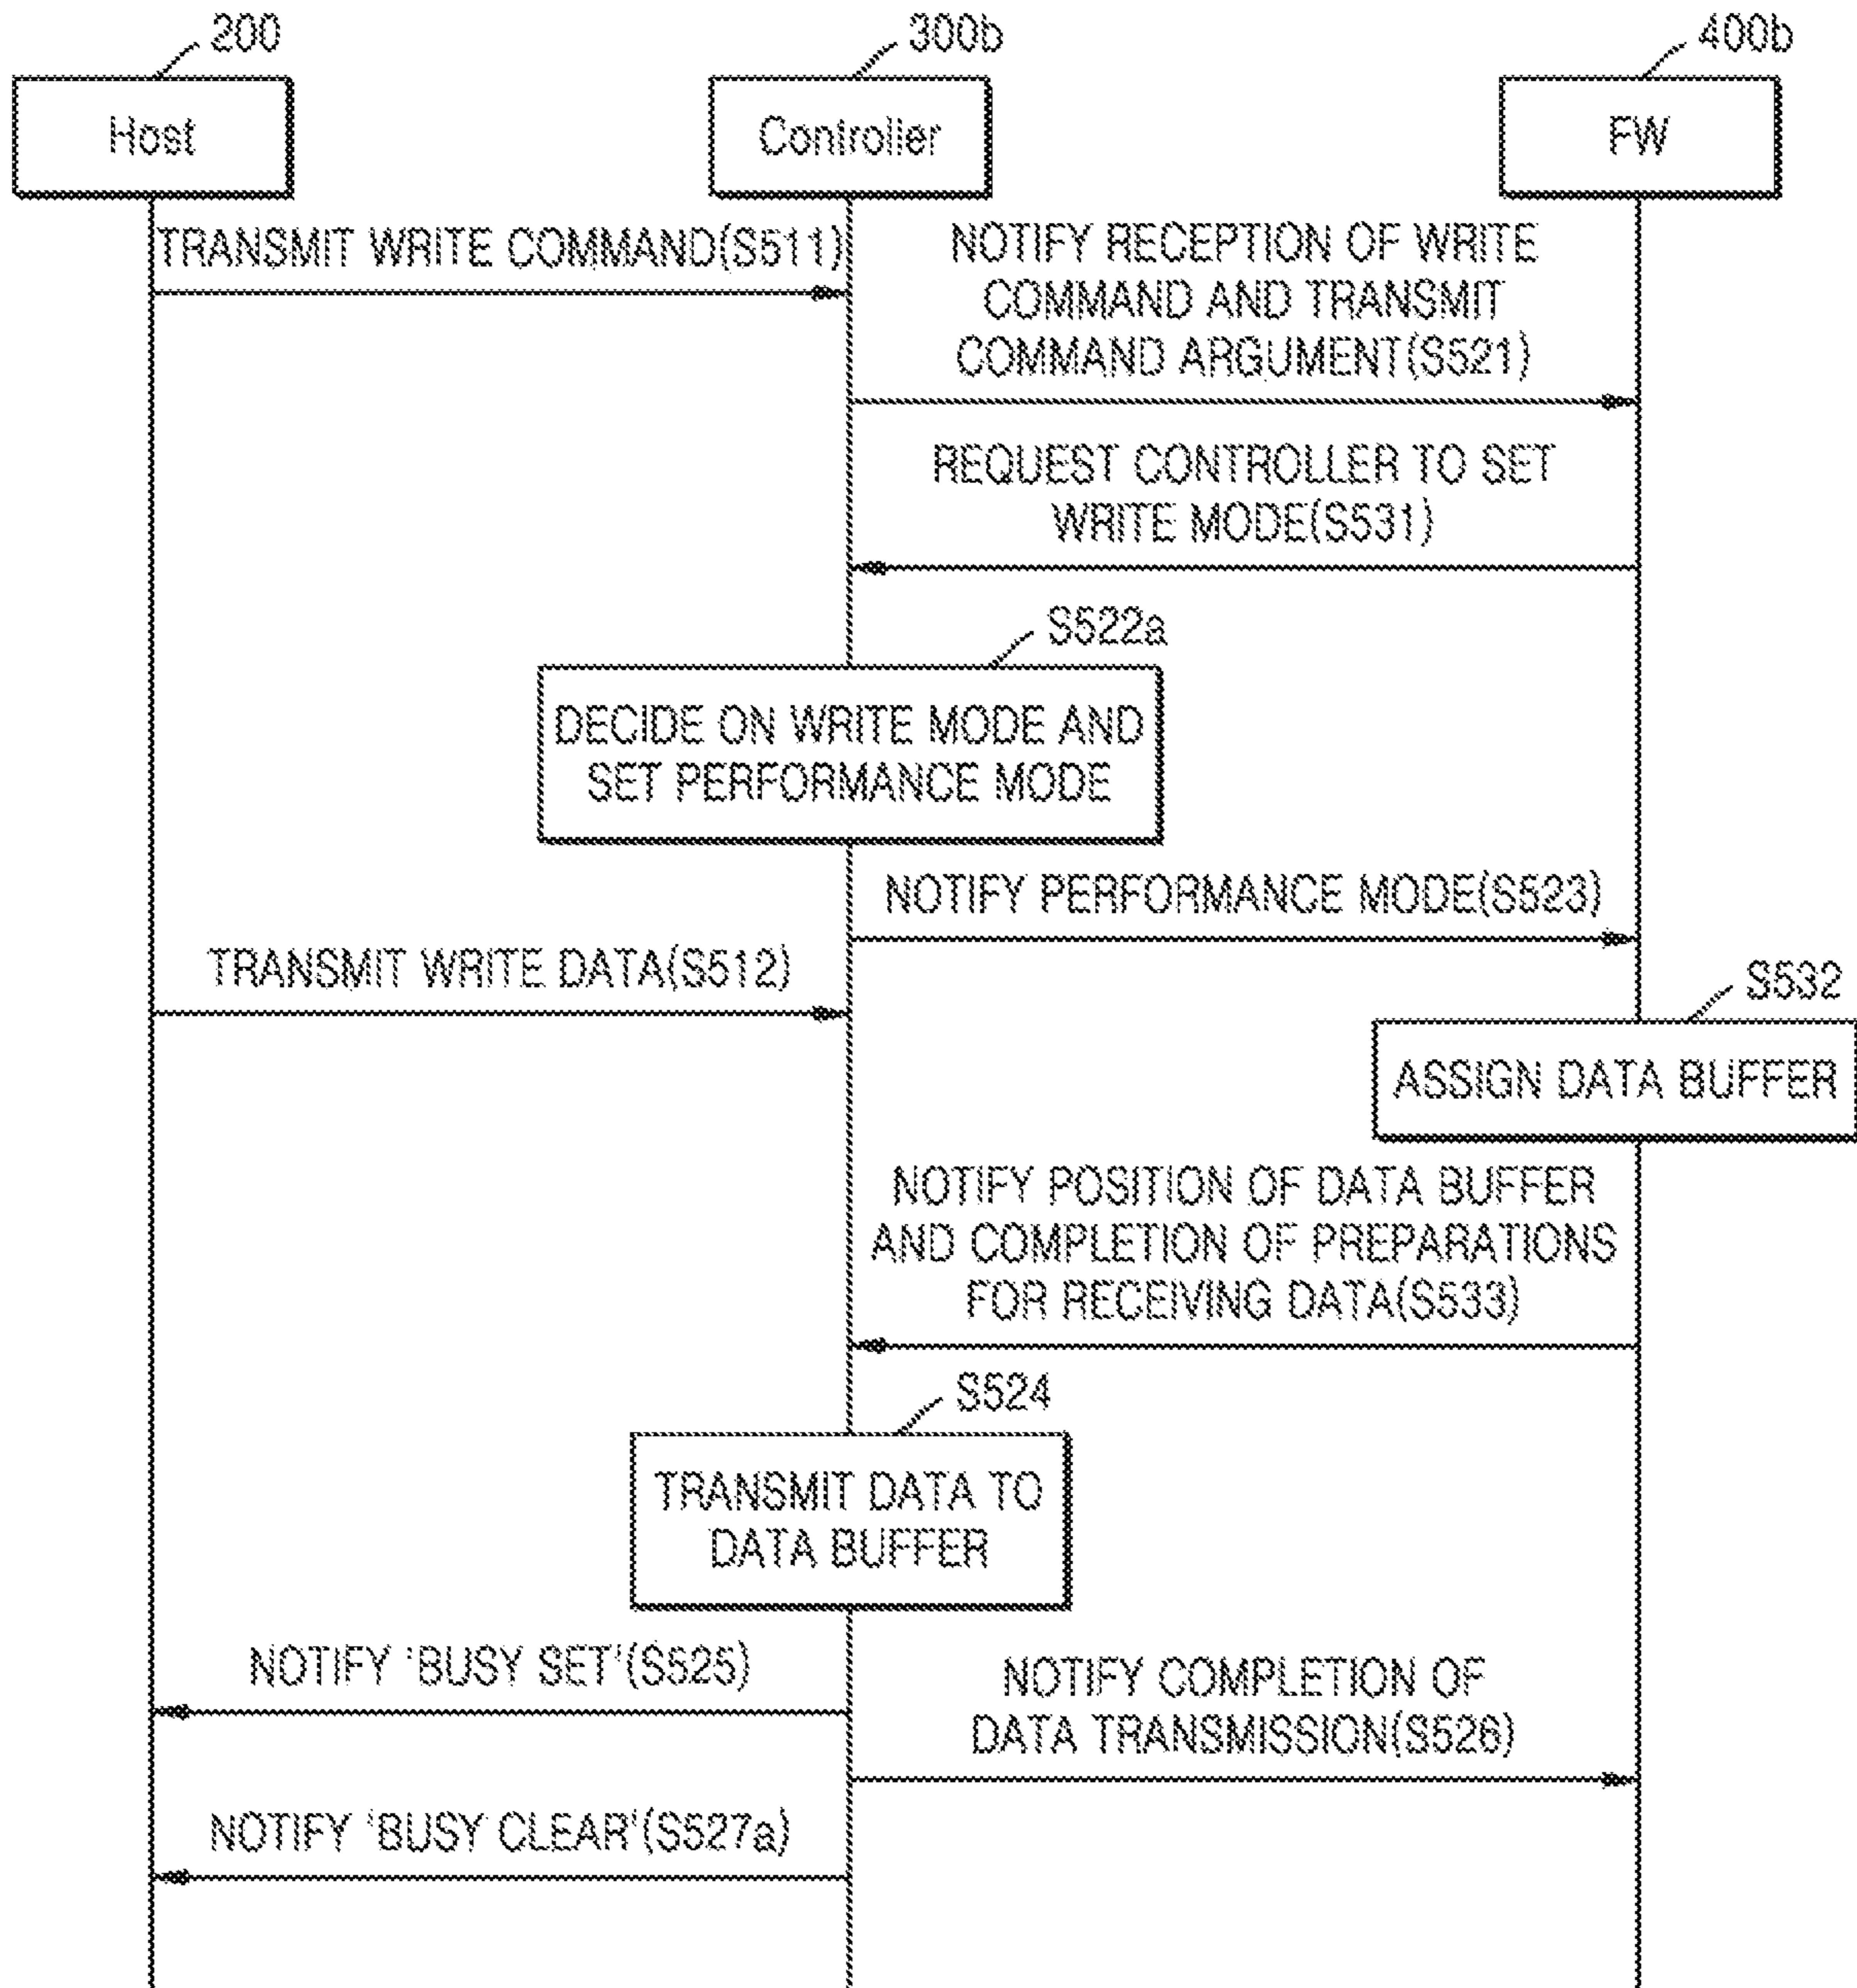 200
300b
400b
Host
Controller
FW
TRANSMIT WRITE COMMAND(S511)
NOTIFY RECEPTION OF WRITE
COMMAND AND TRANSMIT
COMMAND ARGUMENT(S521)
REQUEST CONTROLLER TO SET
WRITE MODE(S531)
S522a
DECIDE ON WRITE MODE AND
SET PERFORMANCE MODE
NOTIFY PERFORMANCE MODE(S523)
TRANSMIT WRITE DATA(S512)
S532
ASSIGN DATA BUFFER
NOTIFY POSITION OF DATA BUFFER
AND COMPLETION OF PREPARATIONS
FOR RECEIVING DATA(S533)
S524
TRANSMIT DATA TO
DATA BUFFER
NOTIFY 'BUSY SET'(S525)
NOTIFY COMPLETION OF
DATA TRANSMISSION(S526)
NOTIFY 'BUSY CLEAR'(S527a)